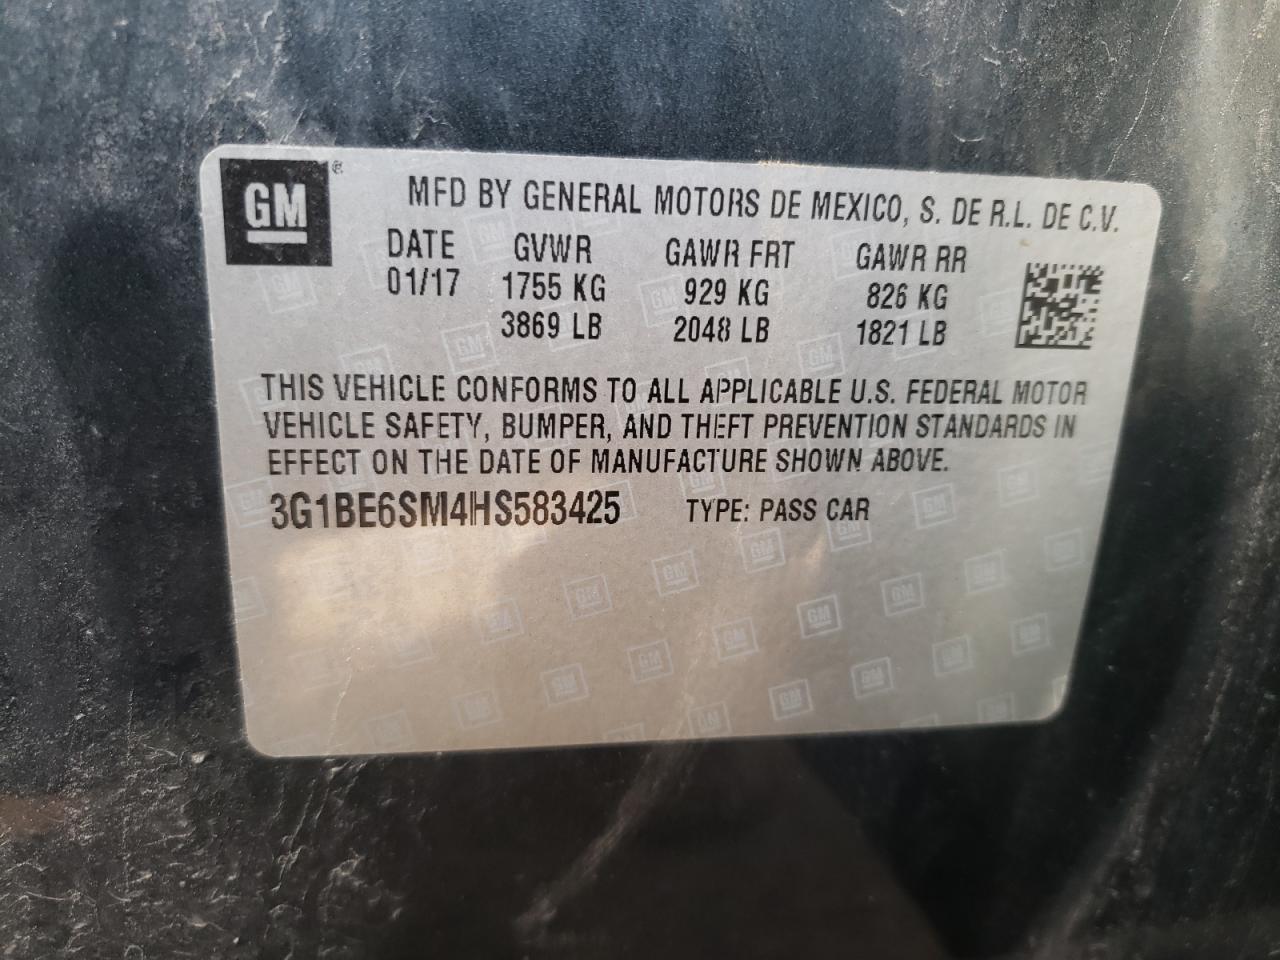 GM ®
MFD BY GENERAL MOTORS DE MEXICO, S. DE R.L. DE C.V.
DATE GVWR GAWR FRT GAWR RR
01/17 1755 KG 929 KG 826 KG
3869 LB 2048 LB 1821 LB
THIS VEHICLE CONFORMS TO ALL APPLICABLE U.S. FEDERAL MOTOR
VEHICLE SAFETY, BUMPER, AND THEFT PREVENTION STANDARDS IN
EFFECT ON THE DATE OF MANUFACTURE SHOWN ABOVE.
3G1BE6SM4HS583425 TYPE: PASS CAR